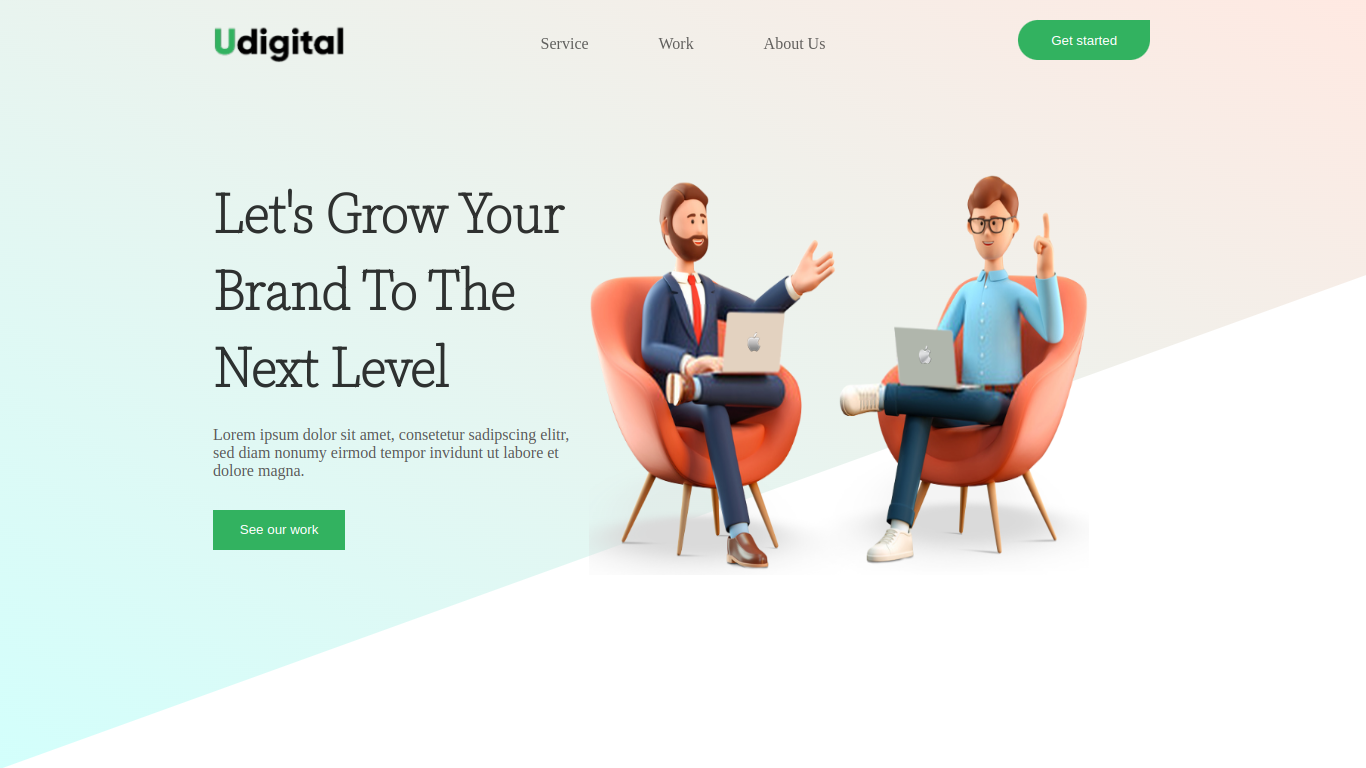 Udigital
Service
Work
About Us
Get started
Let's Grow Your
Brand To The
Next Level
Lorem ipsum dolor sit amet, consetetur sadipscing elitr,
sed diam nonumy eirmod tempor invidunt ut labore et
dolore magna.
See our work